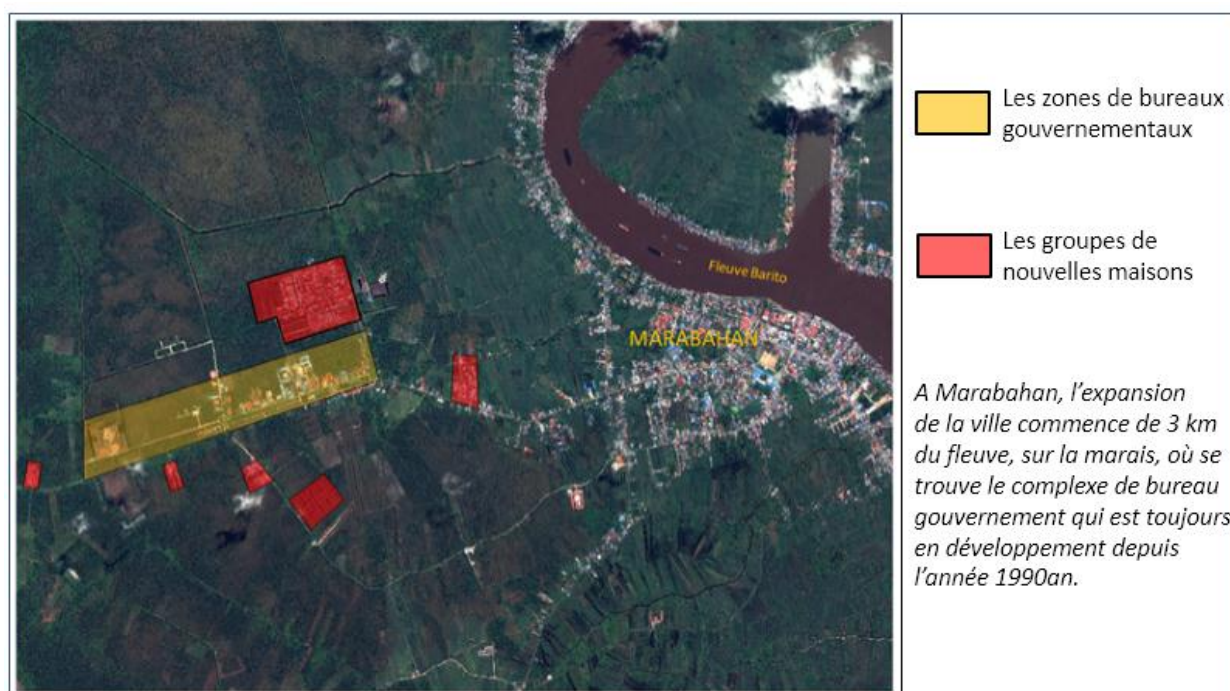 Fleuve Barito
MARABAHAN
Les zones de bureaux
gouvernementaux
Les groupes de
nouvelles maisons
A Marabahan, l’expansion
de la ville commence de 3 km
du fleuve, sur la marais, où se
trouve le complexe de bureau
gouvernement qui est toujours
en développement depuis
l’année 1990an.